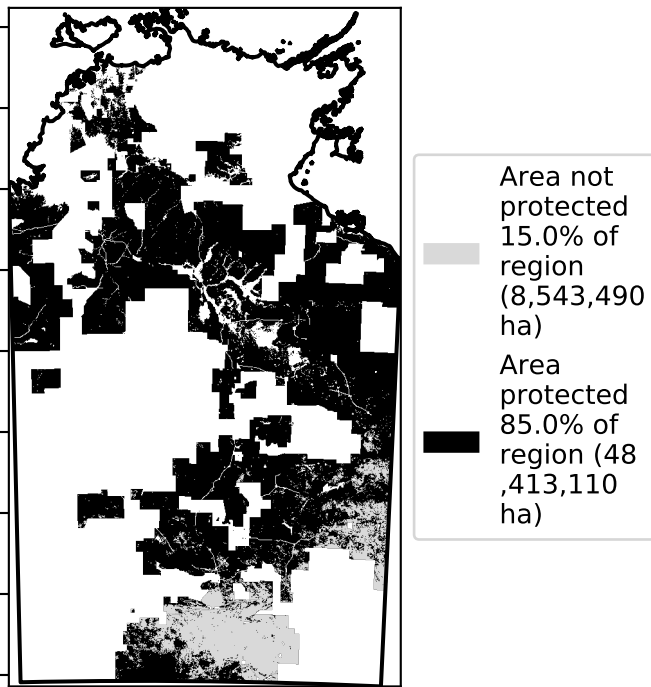 Area not
protected
15.0% of
region
(8,543,490
ha)
Area
protected
85.0% of
region (48
,413,110
ha)